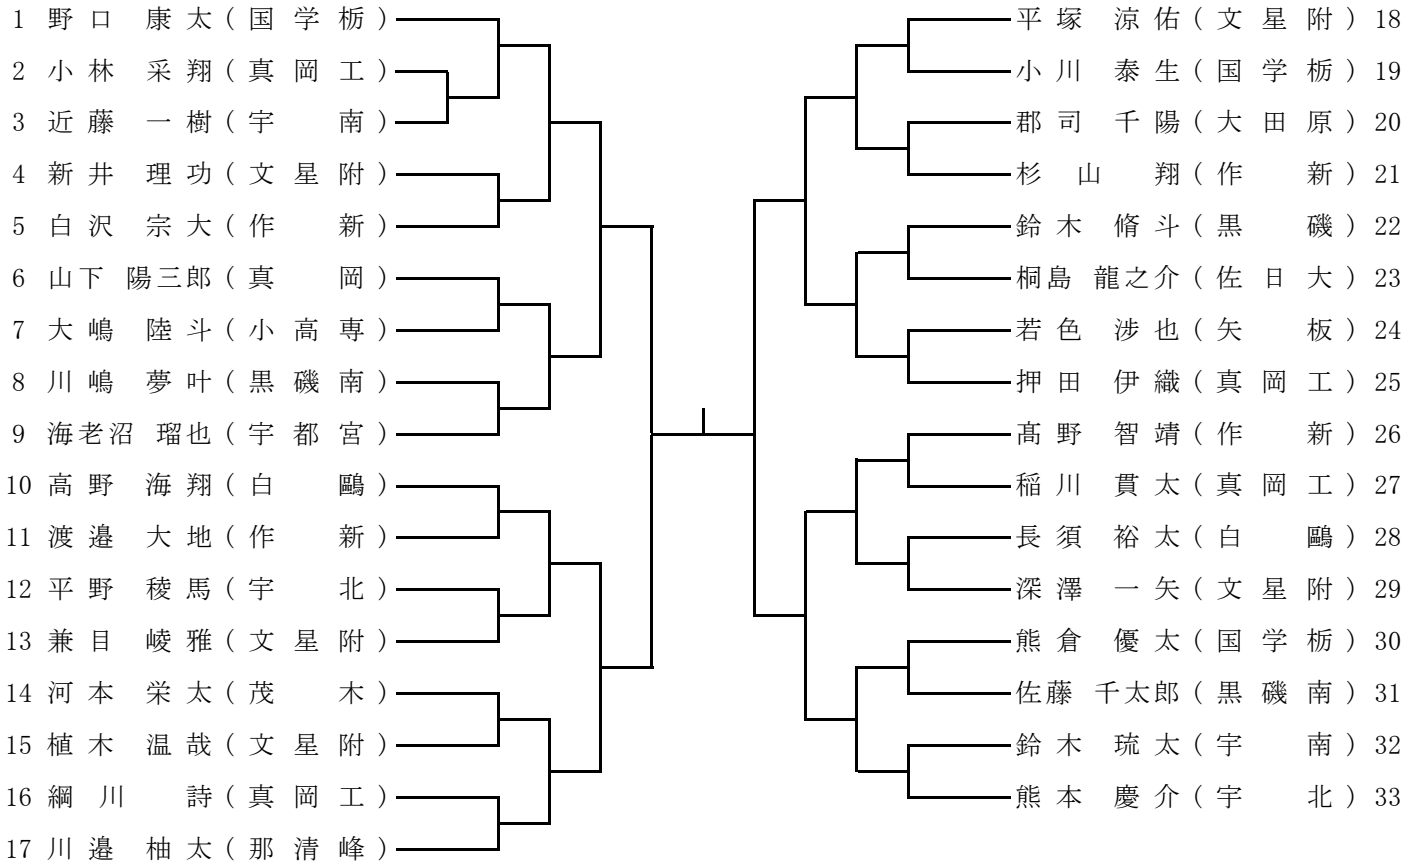 1 野口 康太(国学栃)
2 小林 采翔(真岡工)
3 近藤 一樹(宇南)
4 新井 理功(文星附)
5 白沢 宗大(作新)
6 山下 陽三郎(真岡)
7 大嶋 陸斗(小高専)
8 川嶋 夢叶(黒磯南)
9 海老沼 瑠也(宇都宮)
10 高野 海翔(白鷗)
11 渡邉 大地(作新)
12 平野 稜馬(宇北)
13 兼目 崚雅(文星附)
14 河本 栄太(茂木)
15 植木 温哉(文星附)
16 綱川 詩(真岡工)
17 川邉 柚太(那清峰)
平塚 涼佑(文星附) 18
小川 泰生(国学栃) 19
郡司 千陽(大田原) 20
杉山 翔(作新) 21
鈴木 脩斗(黒磯) 22
桐島 龍之介(佐日大) 23
若色 渉也(矢板) 24
押田 伊織(真岡工) 25
髙野 智靖(作新) 26
稲川 貫太(真岡工) 27
長須 裕太(白鷗) 28
深澤 一矢(文星附) 29
熊倉 優太(国学栃) 30
佐藤 千太郎(黒磯南) 31
鈴木 琉太(宇南) 32
熊本 慶介(宇北) 33